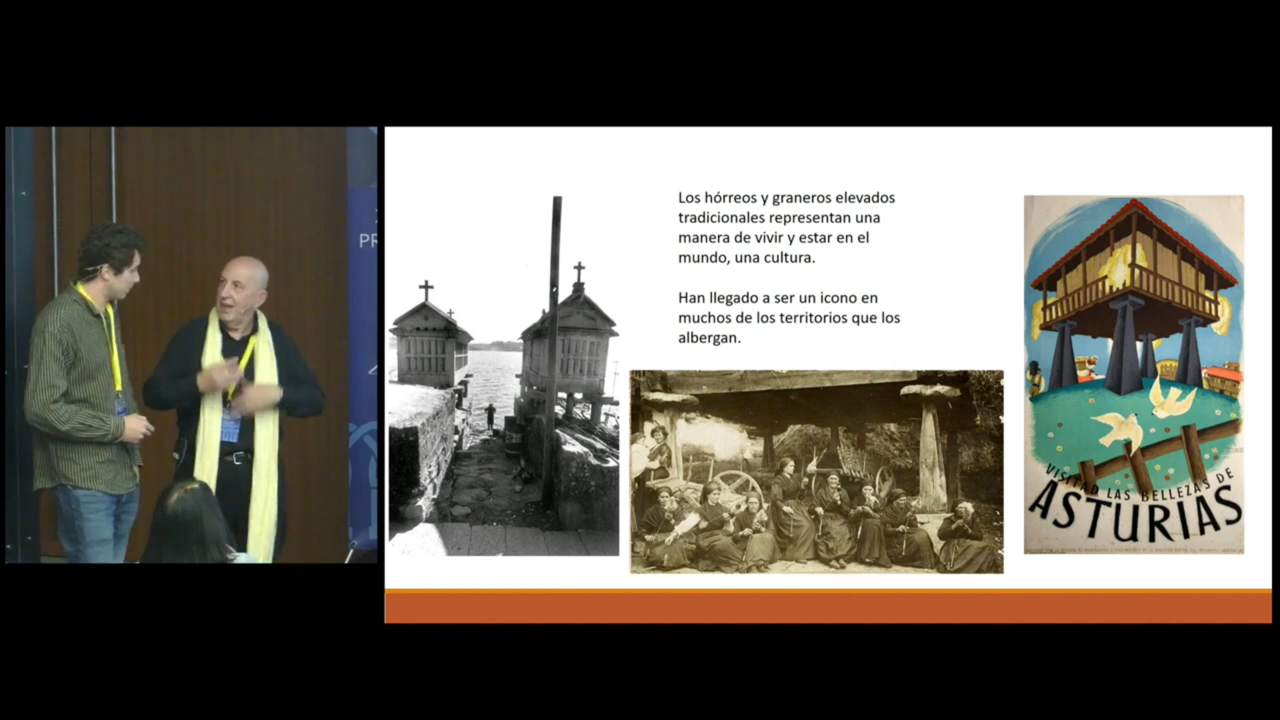 PR
Los hórreos y graneros elevados
tradicionales representan una
manera de vivir y estar en el
mundo, una cultura.
Han llegado a ser un icono en
muchos de los territorios que los
albergan.
VISITAD LAS BELLEZAS DE
ASTURIAS